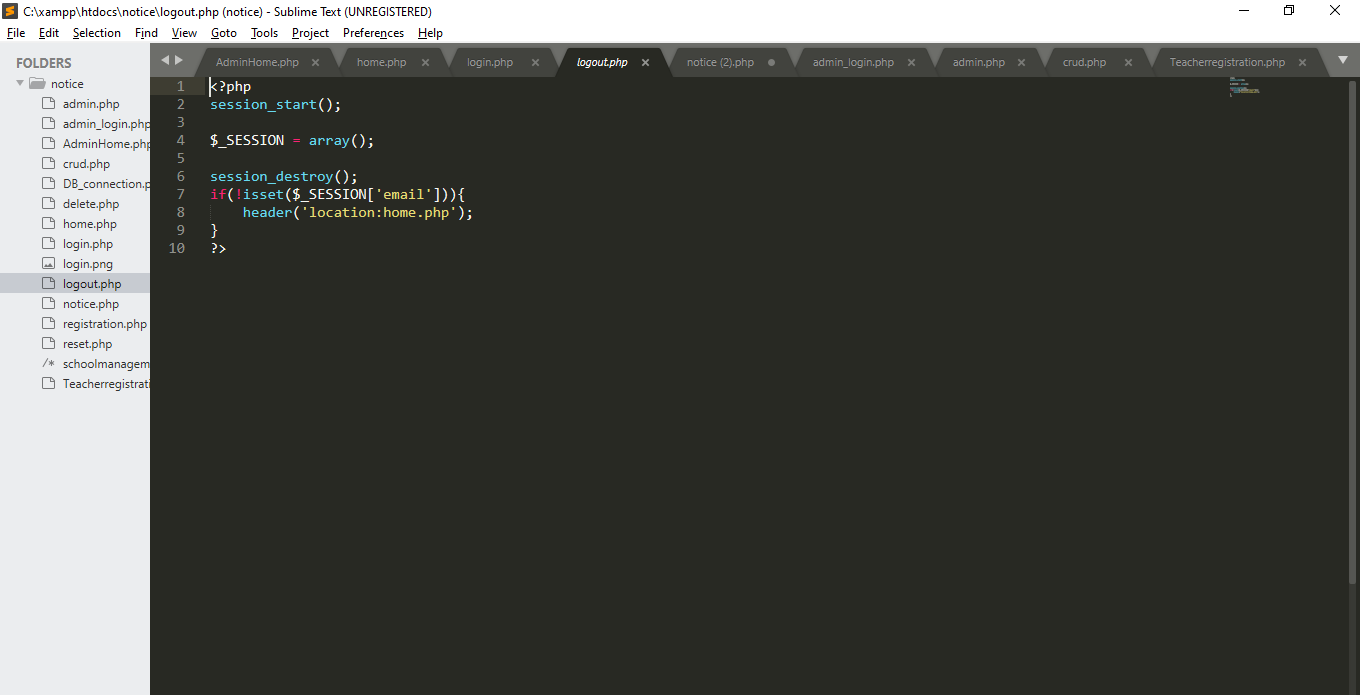 C:\xampp\htdocs\notice\logout.php (notice) - Sublime Text (UNREGISTERED)
File Edit Selection Find View Goto Tools Project Preferences Help
FOLDERS
notice
admin.php
admin_login.php
AdminHome.php
crud.php
DB_connection.p
delete.php
home.php
login.php
login.png
logout.php
notice.php
registration.php
reset.php
/* schoolmanagem
Teacherregistrati
AdminHome.php home.php login.php logout.php notice (2).php admin_login.php admin.php crud.php Teacherregistration.php
1 <?php
2 session_start();
3
4 $_SESSION = array();
5
6 session_destroy();
7 if(!isset($_SESSION['email'])){
8 header('location:home.php');
9 }
10 ?>